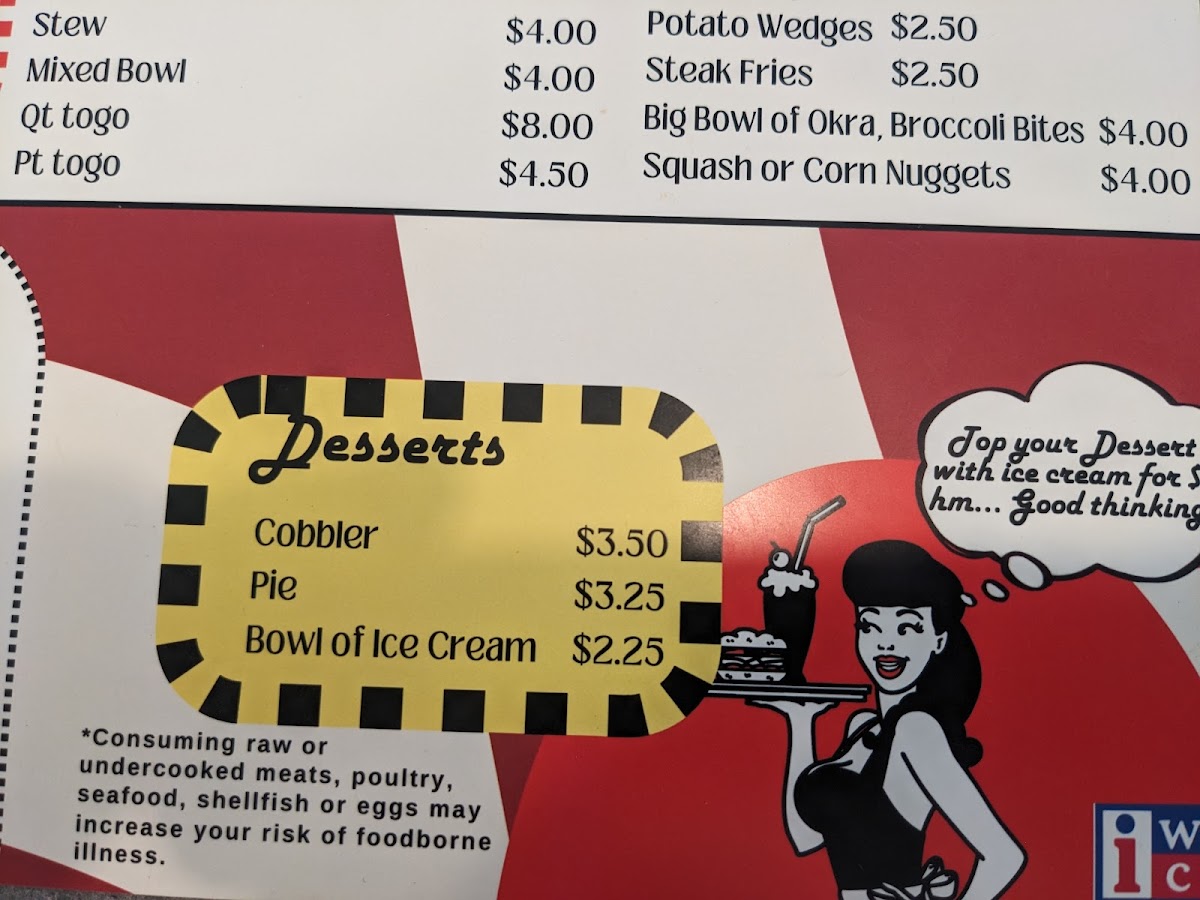 Stew $4.00
Mixed Bowl $4.00
Qt togo $8.00
Pt togo $4.50
Potato Wedges $2.50
Steak Fries $2.50
Big Bowl of Okra, Broccoli Bites $4.00
Squash or Corn Nuggets $4.00
Desserts
Cobbler $3.50
Pie $3.25
Bowl of Ice Cream $2.25
Top your Dessert
with ice cream for $
hm... Good thinking
*Consuming raw or
undercooked meats, poultry,
seafood, shellfish or eggs may
increase your risk of foodborne
illness.
i W
C